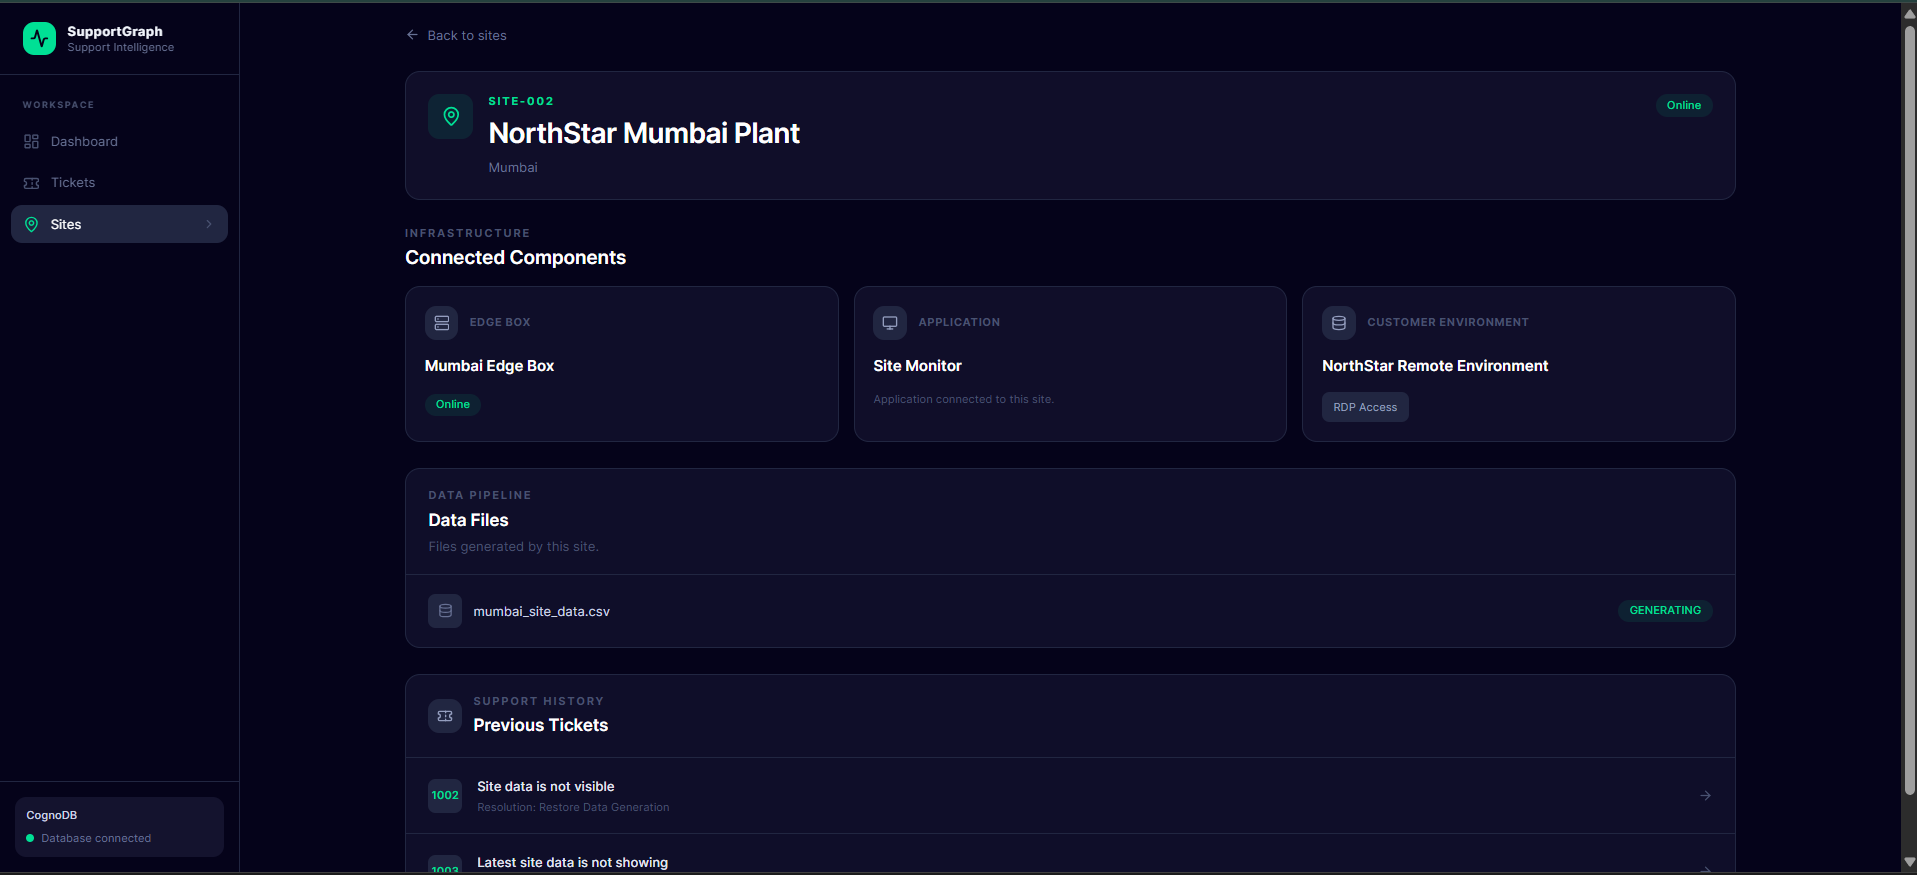 SupportGraph
Support Intelligence
WORKSPACE
Dashboard
Tickets
Sites
CognoDB
Database connected
Back to sites
SITE-002
NorthStar Mumbai Plant
Mumbai
Online
INFRASTRUCTURE
Connected Components
EDGE BOX
Mumbai Edge Box
Online
APPLICATION
Site Monitor
Application connected to this site.
CUSTOMER ENVIRONMENT
NorthStar Remote Environment
RDP Access
DATA PIPELINE
Data Files
Files generated by this site.
mumbai_site_data.csv
GENERATING
SUPPORT HISTORY
Previous Tickets
1002
Site data is not visible
Resolution: Restore Data Generation
1003
Latest site data is not showing